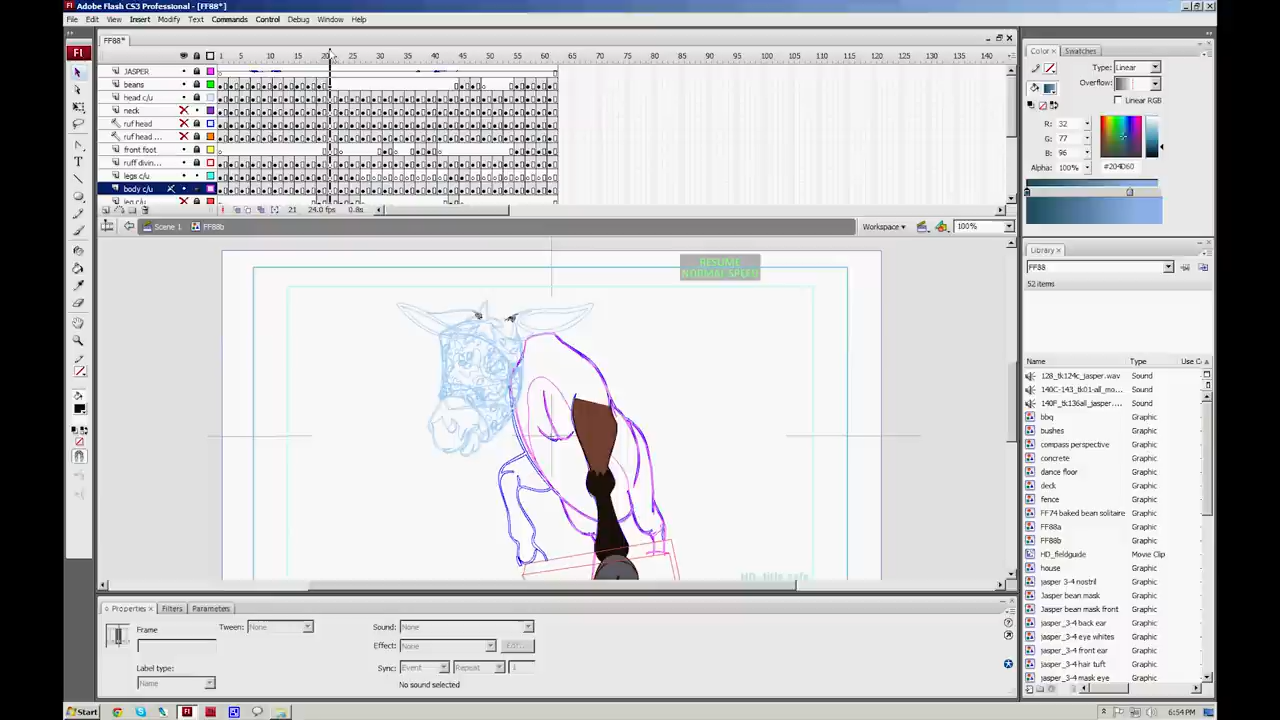 Adobe Flash CS3 Professional - [FF88*]
File Edit View Insert Modify Text Commands Control Debug Window Help
FF88*
1 5 10 15 20 25 30 35 40 45 50 55 60 65 70 75 80 85 90 95 100 105 110 115 120 125 130 135 140
JASPER
beans
head c/u
neck
ruf head
ruf head ...
front foot
ruff divin...
legs c/u
body c/u
leg c/u
21 24.0 fps 0.8s
Scene 1 FF88b Workspace 100%
RESUME
NORMAL SPEED
Properties Filters Parameters
Frame Tween: None Sound: None
Effect: None Edit...
Label type: Sync: Event Repeat 1
Name No sound selected
Color Swatches
Type: Linear
Overflow:
Linear RGB
R: 32
G: 77
B: 96
Alpha: 100% #204D60
Library
FF88
52 items
Name Type Use C
128_tk124c_jasper.wav Sound
140C-143_tk01-all_mo... Sound
140F_tk136all_jasper.... Sound
bbq Graphic
bushes Graphic
compass perspective Graphic
concrete Graphic
dance floor Graphic
deck Graphic
fence Graphic
FF74 baked bean solitaire Graphic
FF88a Graphic
FF88b Graphic
HD_fieldguide Movie Clip
house Graphic
jasper 3-4 nostril Graphic
Jasper bean mask Graphic
Jasper bean mask front Graphic
jasper_3-4 back ear Graphic
jasper_3-4 eye whites Graphic
jasper_3-4 front ear Graphic
jasper_3-4 hair tuft Graphic
jasper_3-4 mask eye Graphic
Start 6:54 PM